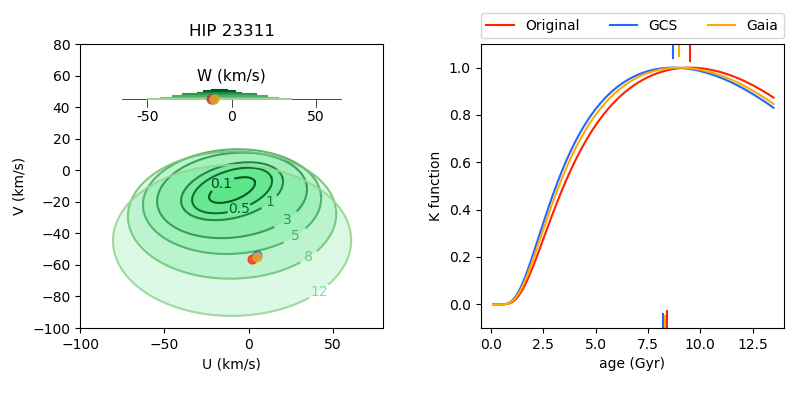 HIP 23311
W (km/s)
-50 0 50
0.1
0.5
1
3
5
8
12
80
60
40
20
0
−20
−40
−60
−80
−100
V (km/s)
−100 −50 0 50
U (km/s)
Original GCS Gaia
1.0
0.8
0.6
0.4
0.2
0.0
K function
0.0 2.5 5.0 7.5 10.0 12.5
age (Gyr)